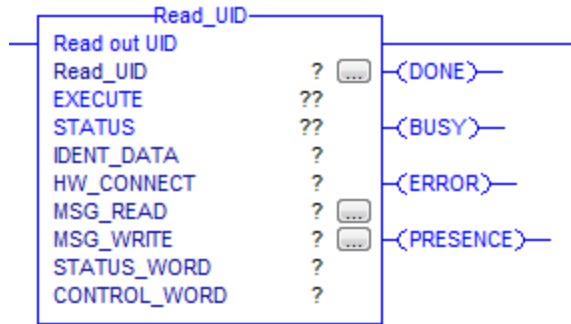 Read_UID
Read out UID
Read_UID ? ... (DONE)
EXECUTE ??
STATUS ?? (BUSY)
IDENT_DATA ?
HW_CONNECT ? (ERROR)
MSG_READ ? ...
MSG_WRITE ? ... (PRESENCE)
STATUS_WORD ?
CONTROL_WORD ?